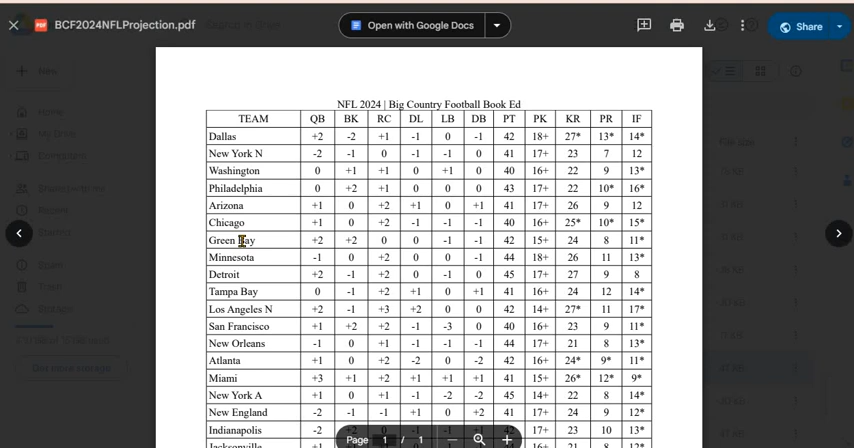 BCF2024NFLProjection.pdf Open with Google Docs Share
NFL 2024 | Big Country Football Book Ed
TEAM QB BK RC DL LB DB PT PK KR PR IF
Dallas +2 -2 +1 -1 0 -1 42 18+ 27* 13* 14*
New York N -2 -1 0 -1 -1 0 41 17+ 23 7 12
Washington 0 +1 +1 0 +1 0 40 16+ 22 9 13*
Philadelphia 0 +2 +1 0 0 0 43 17+ 22 10* 16*
Arizona +1 0 +2 +1 0 +1 41 17+ 26 9 12
Chicago +1 0 +2 -1 -1 -1 40 16+ 25* 10* 15*
Green Bay +2 +2 0 0 -1 -1 42 15+ 24 8 11*
Minnesota -1 0 +2 0 0 -1 44 18+ 26 11 13*
Detroit +2 -1 +2 0 -1 0 45 17+ 27 9 8
Tampa Bay 0 -1 +2 +1 0 +1 41 16+ 24 12 14*
Los Angeles N +2 -1 +3 +2 0 0 42 14+ 27* 11 17*
San Francisco +1 +2 +2 -1 -3 0 40 16+ 23 9 11*
New Orleans -1 0 +1 -1 -1 -1 44 17+ 21 8 13*
Atlanta +1 0 +2 -2 0 -2 42 16+ 24* 9* 11*
Miami +3 +1 +2 -1 +1 +1 41 15+ 26* 12* 9*
New York A +1 0 +1 -1 -2 -2 45 14+ 22 8 14*
New England -2 -1 -1 +1 0 +2 41 17+ 24 9 12*
Indianapolis -2 +2 0 17+ 23 10 13*
Page 1 / 1